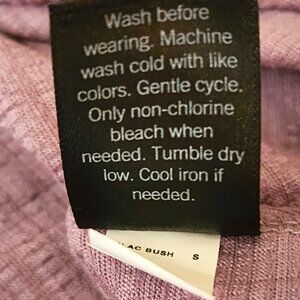 Wash before
wearing. Machine
wash cold with like
colors. Gentle cycle.
Only non-chlorine
bleach when
needed. Tumble dry
low. Cool iron if
needed.
BUSH S